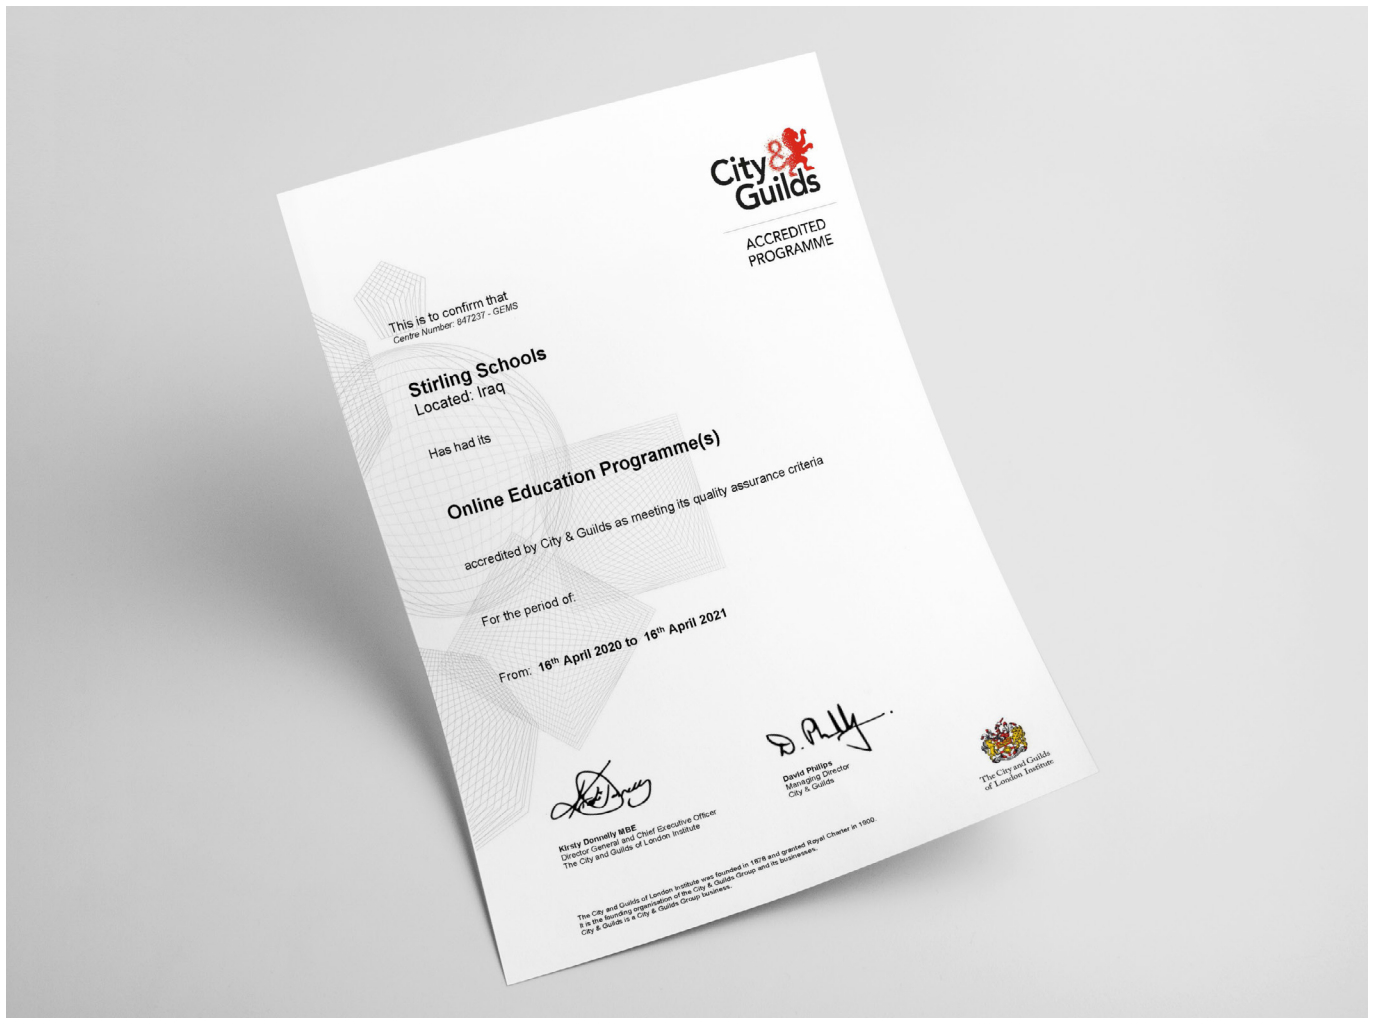 City &
Guilds
ACCREDITED
PROGRAMME
This is to confirm that
Centre Number: 847237 - GEMS
Stirling Schools
Located: Iraq
Has had its
Online Education Programme(s)
accredited by City & Guilds as meeting its quality assurance criteria
For the period of:
From: 16th April 2020 to 16th April 2021
D. Phillips.
Kirsty Donnelly MBE
Director General and Chief Executive Officer
The City and Guilds of London Institute
David Philips
Managing Director
City & Guilds
The City and Guilds
of London Institute
The City and Guilds of London Institute was founded in 1878 and granted Royal Charter in 1900.
It is the founding organisation of the City & Guilds Group and its businesses.
City & Guilds is a City & Guilds Group business.